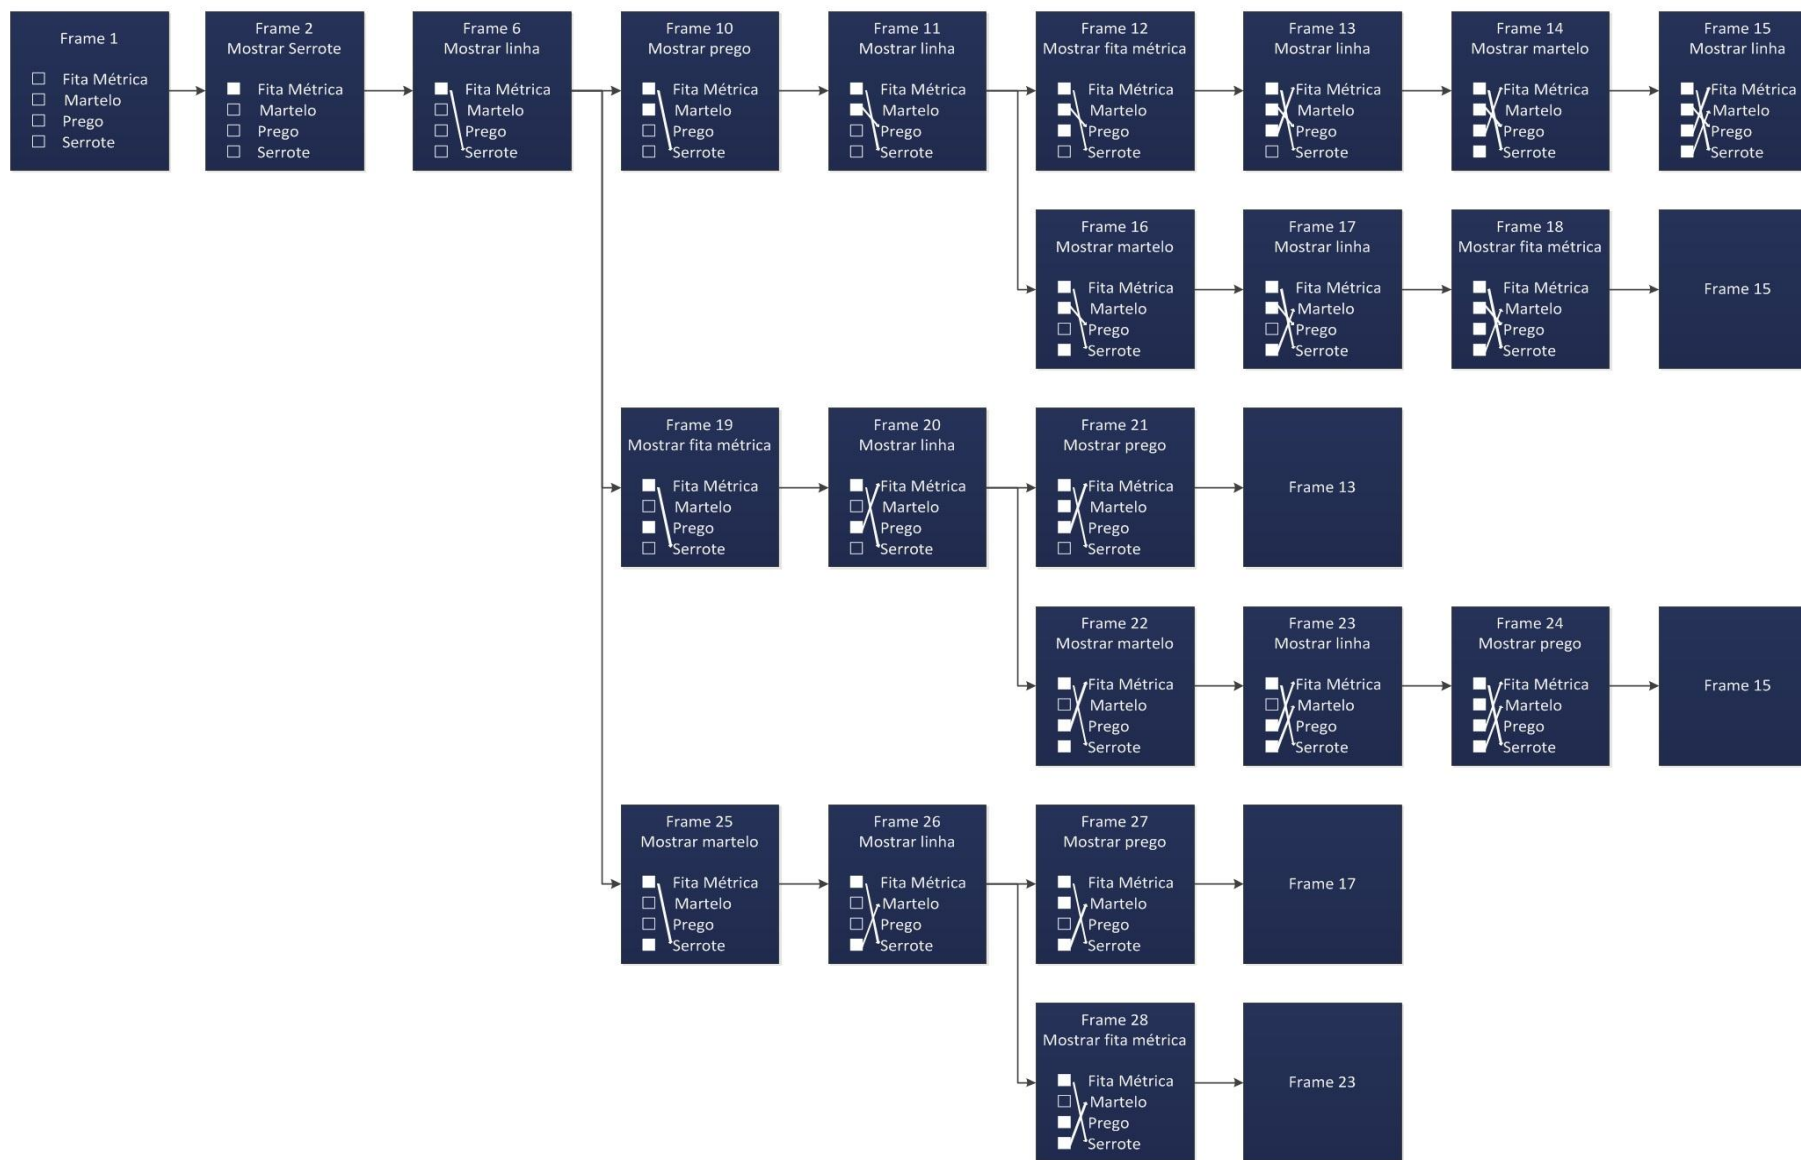 Frame 1
Fita Métrica
Martelo
Prego
Serrote
Frame 2
Mostrar Serrote
Fita Métrica
Martelo
Prego
Serrote
Frame 6
Mostrar linha
Fita Métrica
Martelo
Prego
Serrote
Frame 10
Mostrar prego
Fita Métrica
Martelo
Prego
Serrote
Frame 11
Mostrar linha
Fita Métrica
Martelo
Prego
Serrote
Frame 12
Mostrar fita métrica
Fita Métrica
Martelo
Prego
Serrote
Frame 13
Mostrar linha
Fita Métrica
Martelo
Prego
Serrote
Frame 14
Mostrar martelo
Fita Métrica
Martelo
Prego
Serrote
Frame 15
Mostrar linha
Fita Métrica
Martelo
Prego
Serrote
Frame 16
Mostrar martelo
Fita Métrica
Martelo
Prego
Serrote
Frame 17
Mostrar linha
Fita Métrica
Martelo
Prego
Serrote
Frame 18
Mostrar fita métrica
Fita Métrica
Martelo
Prego
Serrote
Frame 15
Frame 19
Mostrar fita métrica
Fita Métrica
Martelo
Prego
Serrote
Frame 20
Mostrar linha
Fita Métrica
Martelo
Prego
Serrote
Frame 21
Mostrar prego
Fita Métrica
Martelo
Prego
Serrote
Frame 13
Frame 22
Mostrar martelo
Fita Métrica
Martelo
Prego
Serrote
Frame 23
Mostrar linha
Fita Métrica
Martelo
Prego
Serrote
Frame 24
Mostrar prego
Fita Métrica
Martelo
Prego
Serrote
Frame 15
Frame 25
Mostrar martelo
Fita Métrica
Martelo
Prego
Serrote
Frame 26
Mostrar linha
Fita Métrica
Martelo
Prego
Serrote
Frame 27
Mostrar prego
Fita Métrica
Martelo
Prego
Serrote
Frame 17
Frame 28
Mostrar fita métrica
Fita Métrica
Martelo
Prego
Serrote
Frame 23